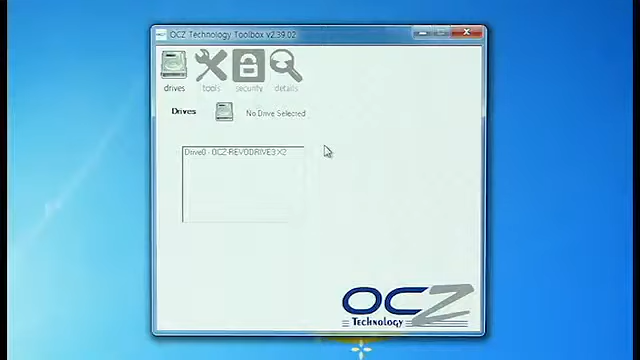 OCZ Technology Toolbox v2.39.02
drives
tools
security
details
Drives
No Drive Selected
Drive0 - OCZ-REVODRIVE3 X2
OCZ
Technology